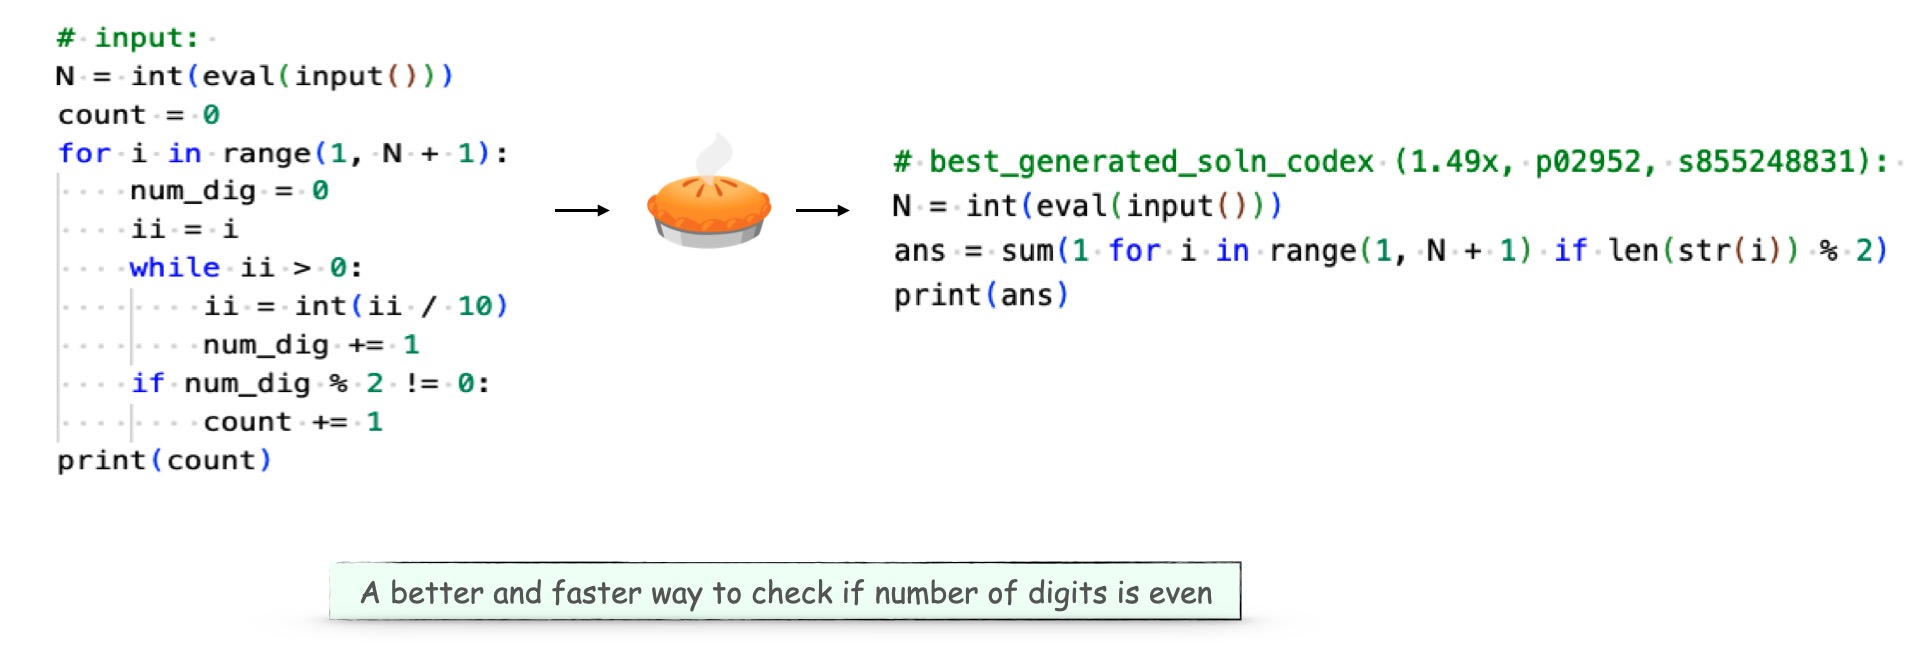 # input:
N = int(eval(input()))
count = 0
for i in range(1, N + 1):
    num_dig = 0
    ii = i
    while ii > 0:
        ii = int(ii / 10)
        num_dig += 1
    if num_dig % 2 != 0:
        count += 1
print(count)
# best_generated_soln_codex (1.49x, p02952, s855248831):
N = int(eval(input()))
ans = sum(1 for i in range(1, N + 1) if len(str(i)) % 2)
print(ans)
A better and faster way to check if number of digits is even